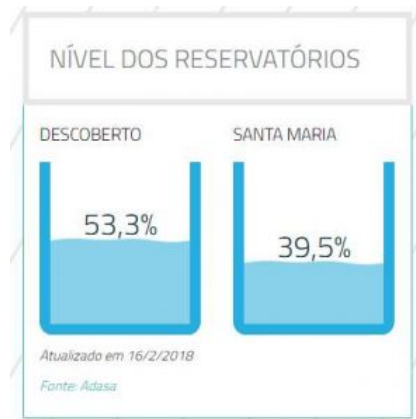 NÍVEL DOS RESERVATÓRIOS
DESCOBERTO
SANTA MARIA
53,3%
39,5%
Atualizado em 16/2/2018
Fonte: Adasa